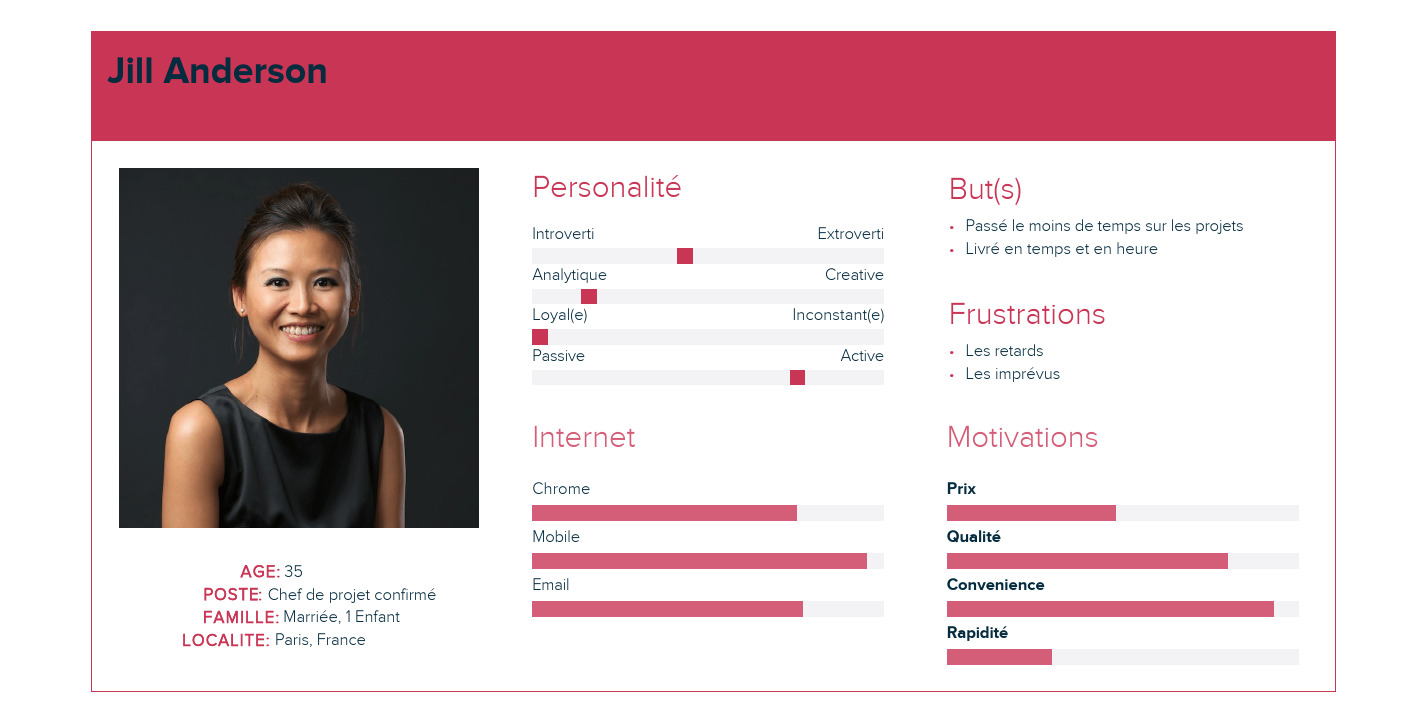 Jill Anderson
AGE: 35
POSTE: Chef de projet confirmé
FAMILLE: Marriée, 1 Enfant
LOCALITE: Paris, France
Personalité
Introverti Extroverti
Analytique Creative
Loyal(e) Inconstant(e)
Passive Active
Internet
Chrome
Mobile
Email
But(s)
• Passé le moins de temps sur les projets
• Livré en temps et en heure
Frustrations
• Les retards
• Les imprévus
Motivations
Prix
Qualité
Convenience
Rapidité